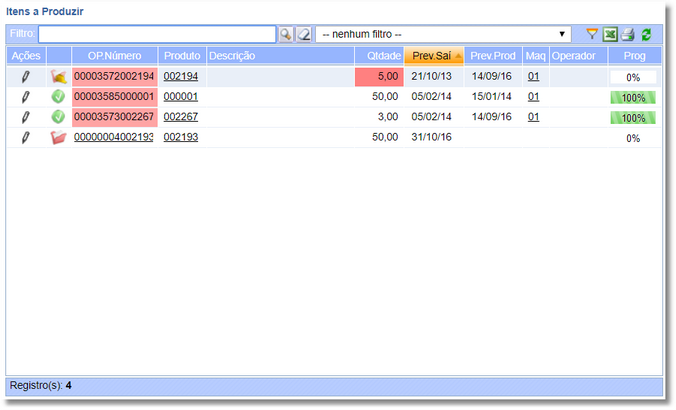 Itens a Produzir
Filtro: -- nenhum filtro --
Ações OP.Número Produto Descrição Qtdade Prev.Sai Prev.Prod Maq Operador Prog
00003572002194 002194 5,00 21/10/13 14/09/16 01 0%
00003585000001 000001 50,00 05/02/14 15/01/14 01 100%
00003573002267 002267 3,00 05/02/14 14/09/16 01 100%
00000004002193 002193 50,00 31/10/16 0%
Registro(s): 4